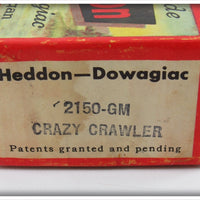 Heddon—Dowagiac
2150-GM
CRAZY CRAWLER
Patents granted and pending